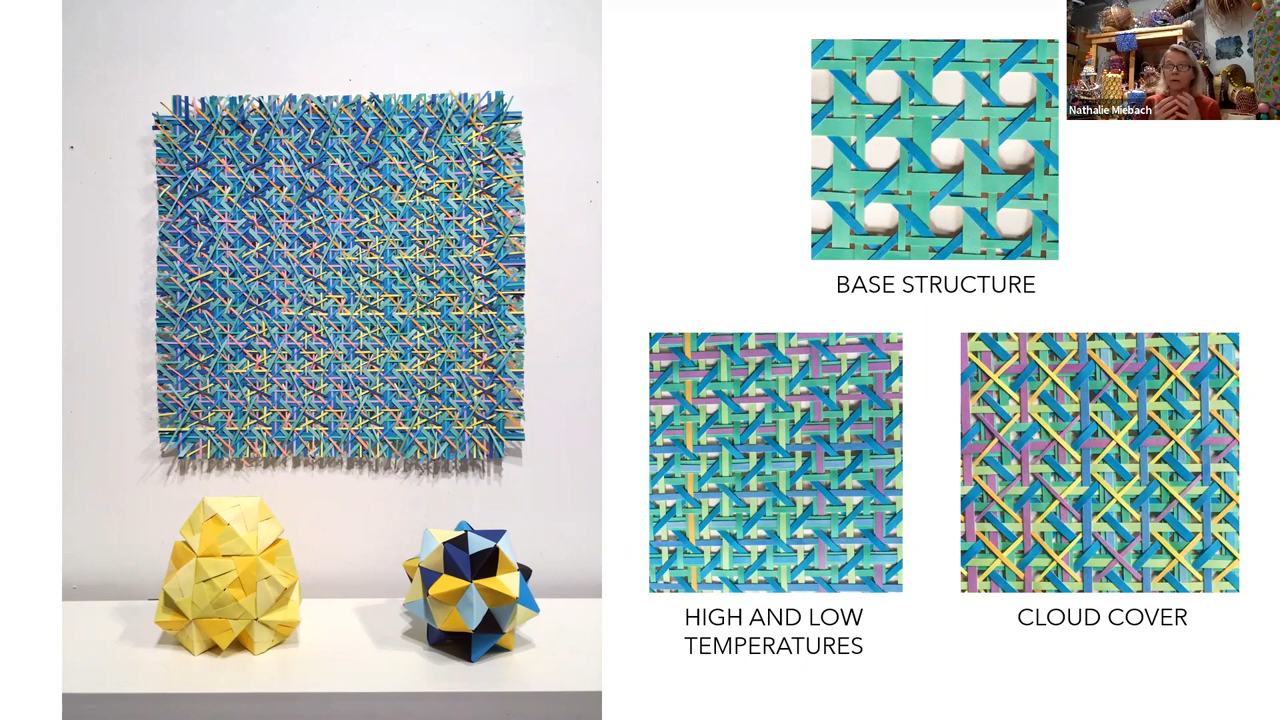 Nathalie Miebach
BASE STRUCTURE
HIGH AND LOW
TEMPERATURES
CLOUD COVER